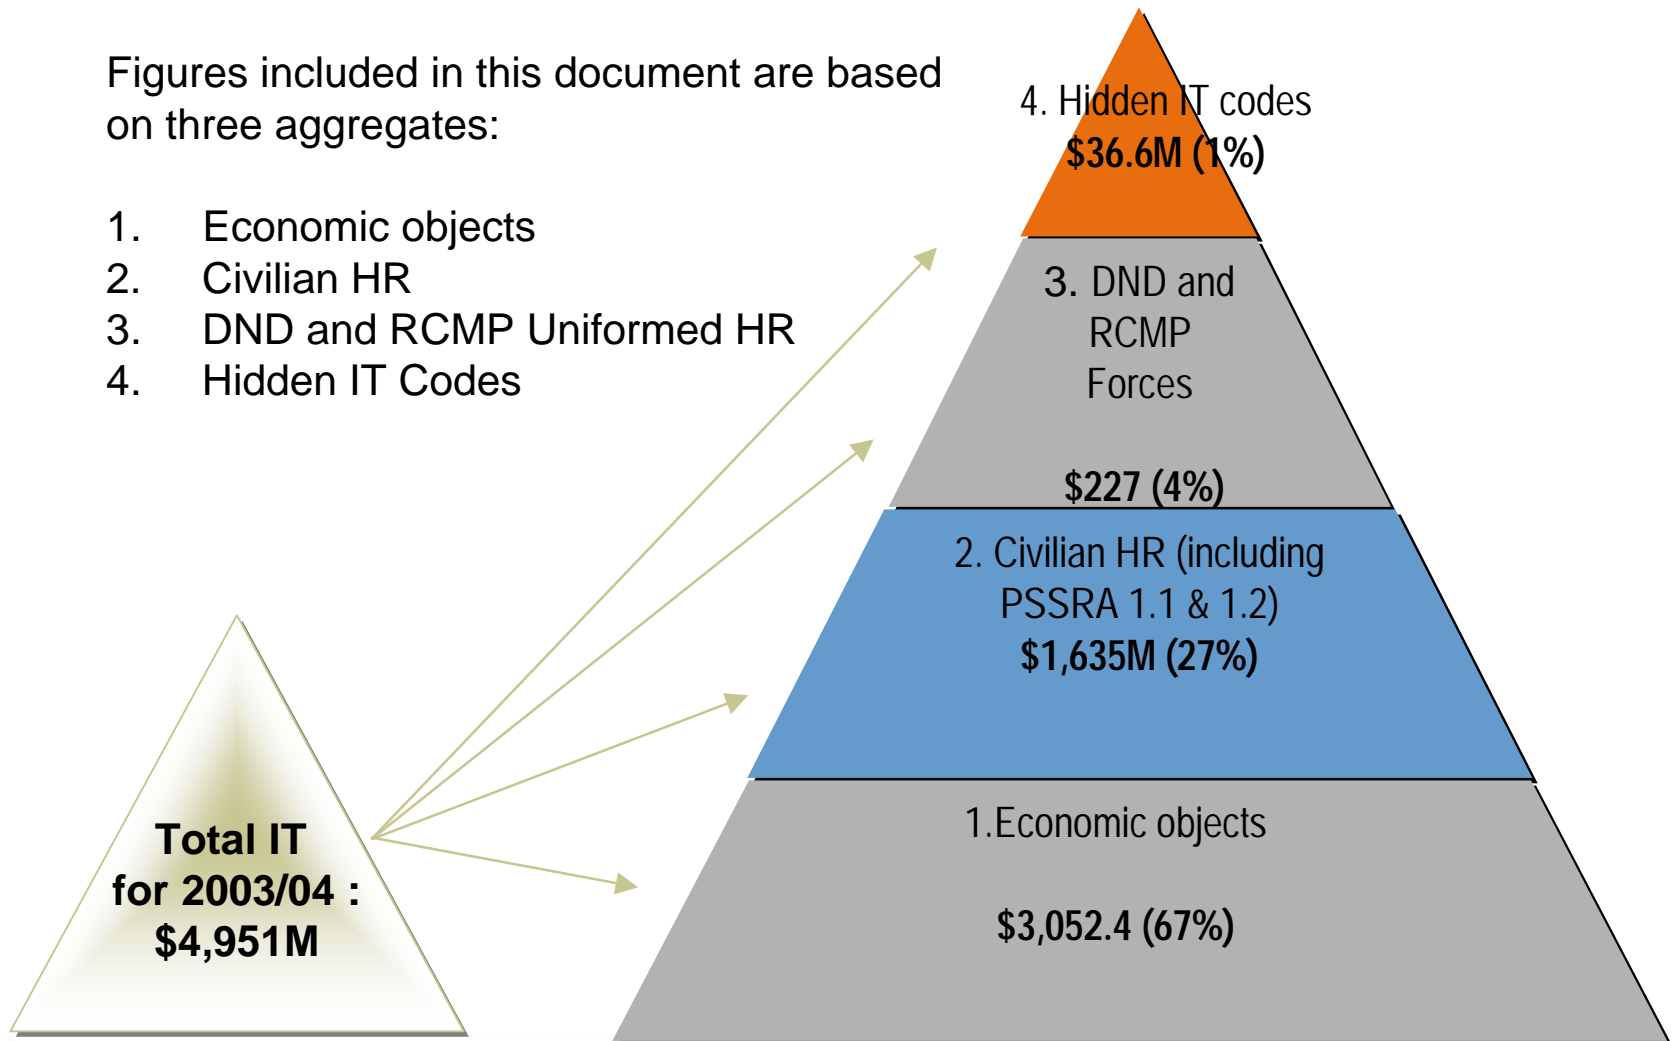 Figures included in this document are based
on three aggregates:
1. Economic objects
2. Civilian HR
3. DND and RCMP Uniformed HR
4. Hidden IT Codes
4. Hidden IT codes
$36.6M (1%)
3. DND and
RCMP
Forces
$227 (4%)
2. Civilian HR (including
PSSRA 1.1 & 1.2)
$1,635M (27%)
1.Economic objects
$3,052.4 (67%)
Total IT
for 2003/04 :
$4,951M